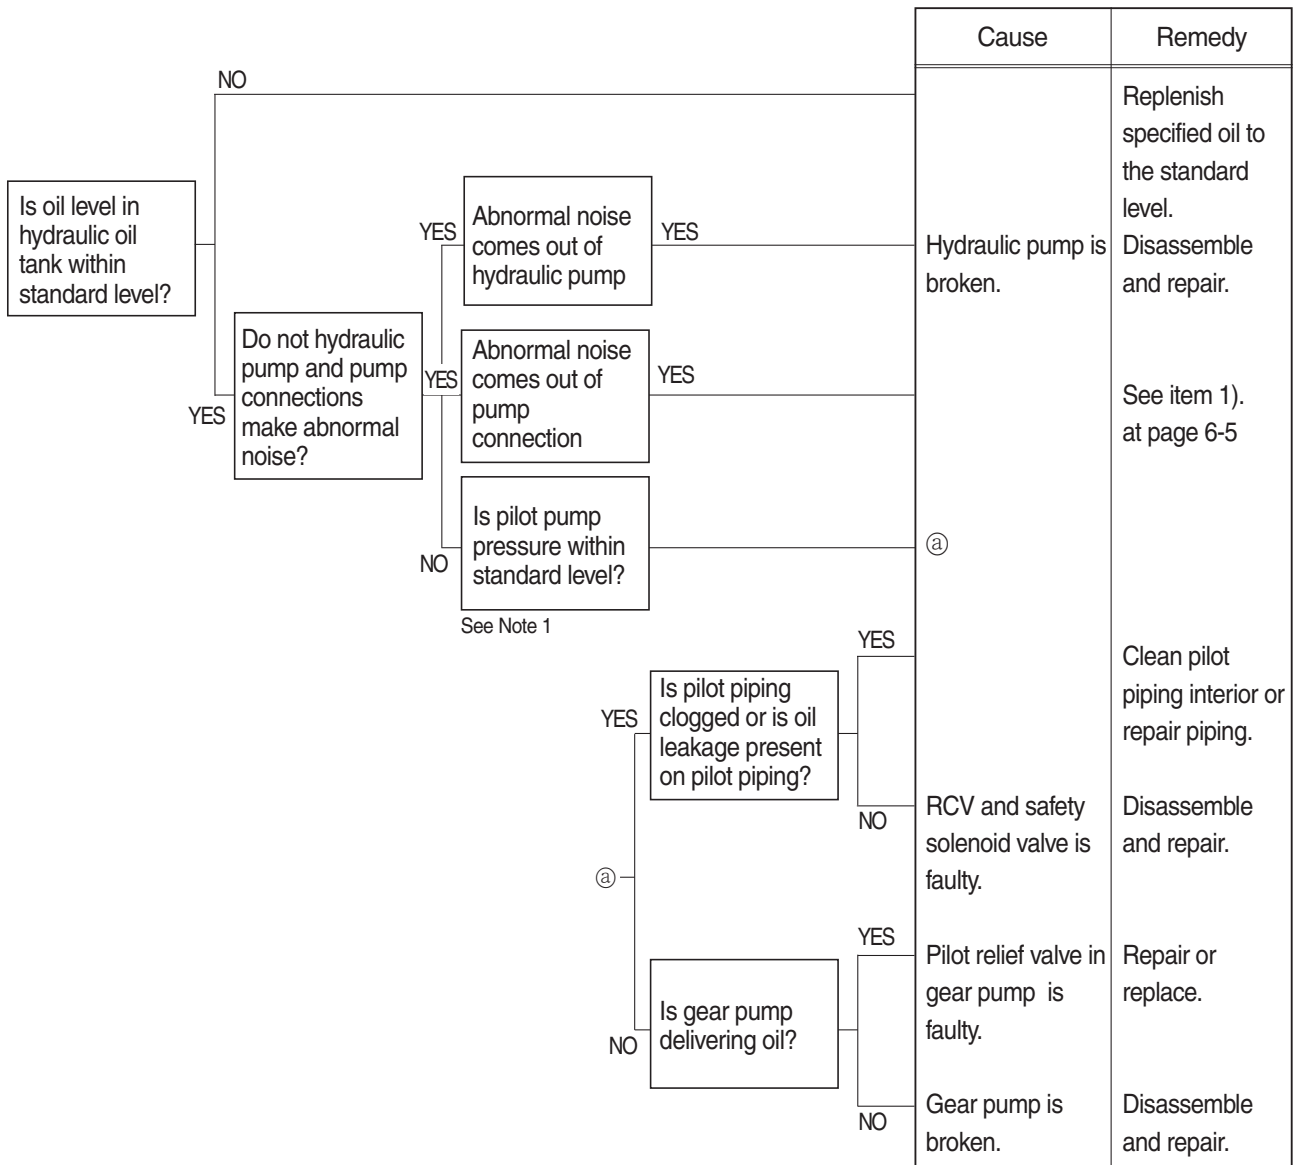 Cause
Remedy
NO
Replenish
specified oil to
the standard
level.
Is oil level in
hydraulic oil
tank within
standard level?
YES
Abnormal noise
comes out of
hydraulic pump
YES
Hydraulic pump is
broken.
Disassemble
and repair.
YES
Do not hydraulic
pump and pump
connections
make abnormal
noise?
YES
Abnormal noise
comes out of
pump
connection
YES
See item 1).
at page 6-5
NO
Is pilot pump
pressure within
standard level?
ⓐ
See Note 1
ⓐ
YES
Is pilot piping
clogged or is oil
leakage present
on pilot piping?
YES
Clean pilot
piping interior or
repair piping.
NO
RCV and safety
solenoid valve is
faulty.
Disassemble
and repair.
NO
Is gear pump
delivering oil?
YES
Pilot relief valve in
gear pump is
faulty.
Repair or
replace.
NO
Gear pump is
broken.
Disassemble
and repair.